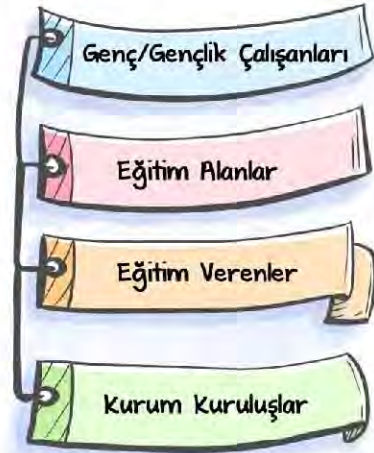 Genç/Gençlik Çalışanları
Eğitim Alanlar
Eğitim Verenler
Kurum Kuruluşlar